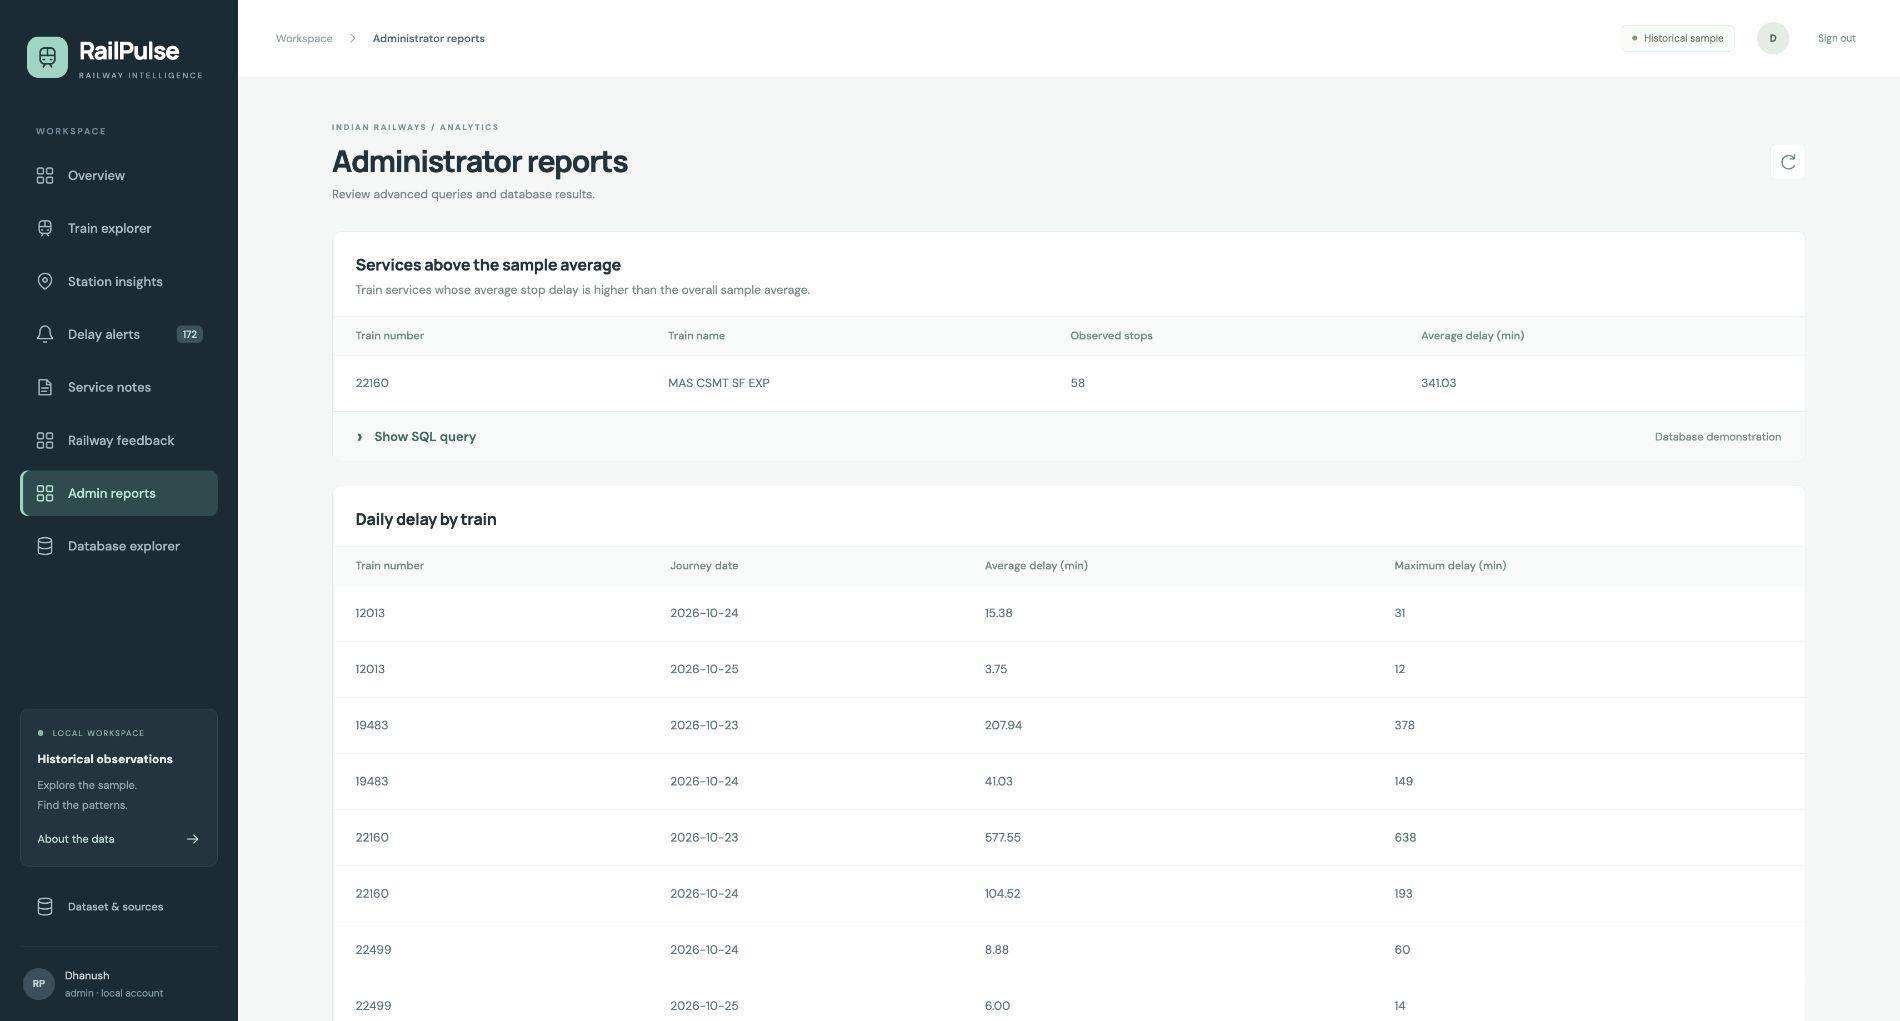 RailPulse
RAILWAY INTELLIGENCE
WORKSPACE
Overview
Train explorer
Station insights
Delay alerts 172
Service notes
Railway feedback
Admin reports
Database explorer
LOCAL WORKSPACE
Historical observations
Explore the sample.
Find the patterns.
About the data
Dataset & sources
RP
Dhanush
admin · local account
Workspace > Administrator reports
Historical sample
D
Sign out
INDIAN RAILWAYS / ANALYTICS
Administrator reports
Review advanced queries and database results.
Services above the sample average
Train services whose average stop delay is higher than the overall sample average.
Train number Train name Observed stops Average delay (min)
22160 MAS CSMT SF EXP 58 341.03
Show SQL query Database demonstration
Daily delay by train
Train number Journey date Average delay (min) Maximum delay (min)
12013 2026-10-24 15.38 31
12013 2026-10-25 3.75 12
19483 2026-10-23 207.94 378
19483 2026-10-24 41.03 149
22160 2026-10-23 577.55 638
22160 2026-10-24 104.52 193
22499 2026-10-24 8.88 60
22499 2026-10-25 6.00 14